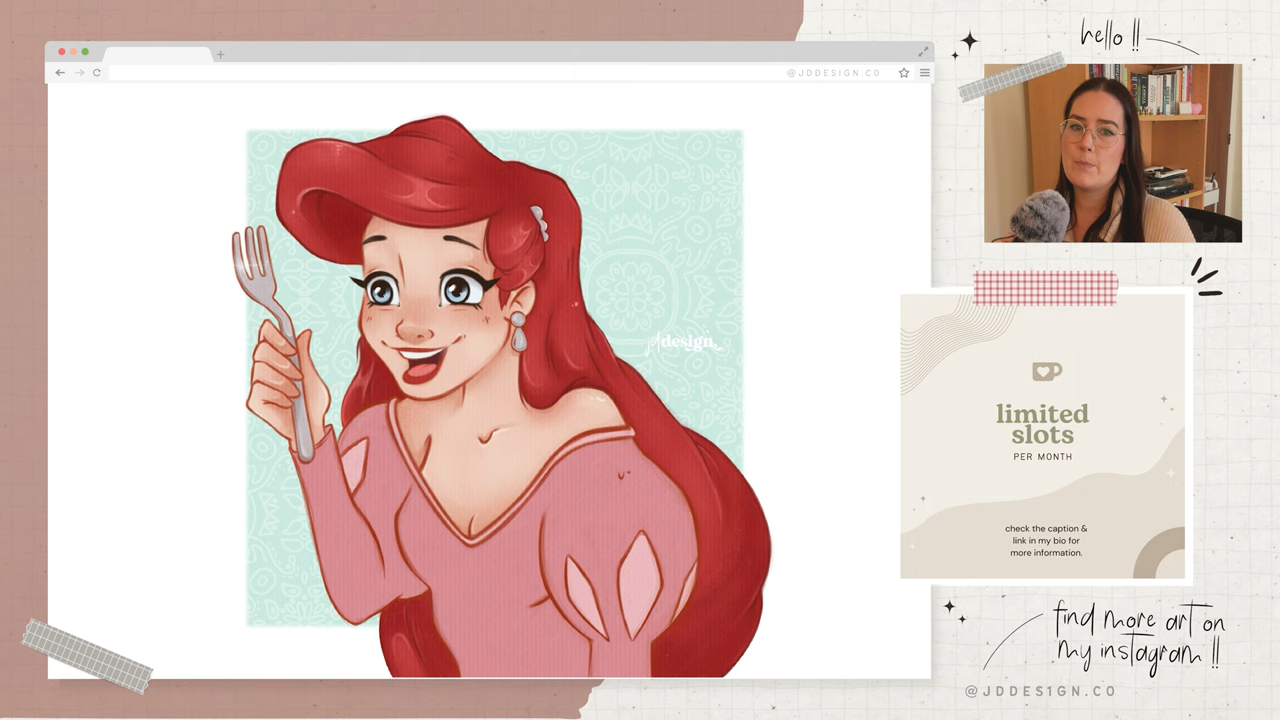 hello !!
@JDDESIGN.CO
jddesign.
limited
slots
PER MONTH
check the caption &
link in my bio for
more information.
find more art on
my instagram !!
@JDDESIGN.CO